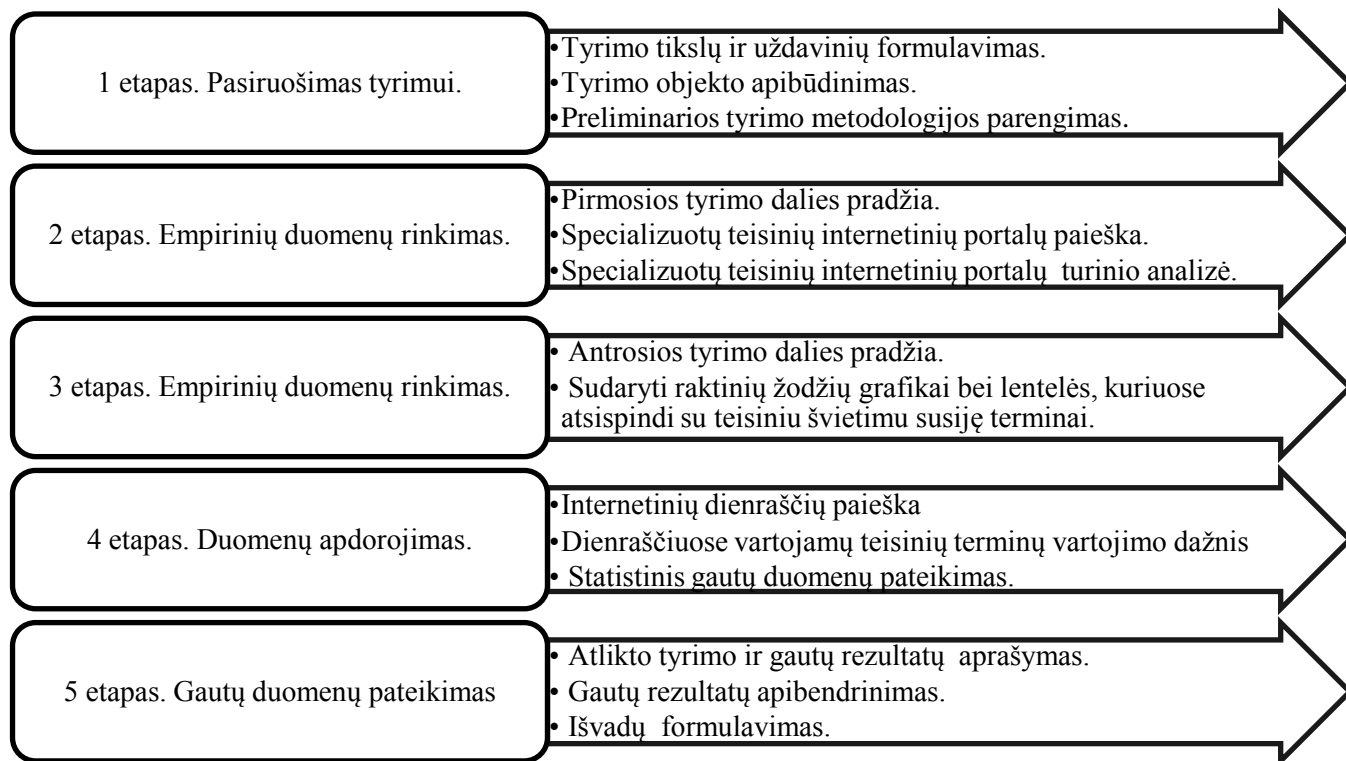 1 etapas. Pasiruošimas tyrimui.
•Tyrimo tikslų ir uždavinių formulavimas.
•Tyrimo objekto apibūdinimas.
•Preliminarios tyrimo metodologijos parengimas.
2 etapas. Empirinių duomenų rinkimas.
•Pirmosios tyrimo dalies pradžia.
•Specializuotų teisinių internetinių portalų paieška.
•Specializuotų teisinių internetinių portalų turinio analizė.
3 etapas. Empirinių duomenų rinkimas.
• Antrosios tyrimo dalies pradžia.
• Sudaryti raktinių žodžių grafikai bei lentelės, kuriuose
atsispindi su teisiniu švietimu susiję terminai.
4 etapas. Duomenų apdorojimas.
•Internetinių dienraščių paieška
•Dienraščiuose vartojamų teisinių terminų vartojimo dažnis
• Statistinis gautų duomenų pateikimas.
5 etapas. Gautų duomenų pateikimas
• Atlikto tyrimo ir gautų rezultatų aprašymas.
• Gautų rezultatų apibendrinimas.
• Išvadų formulavimas.